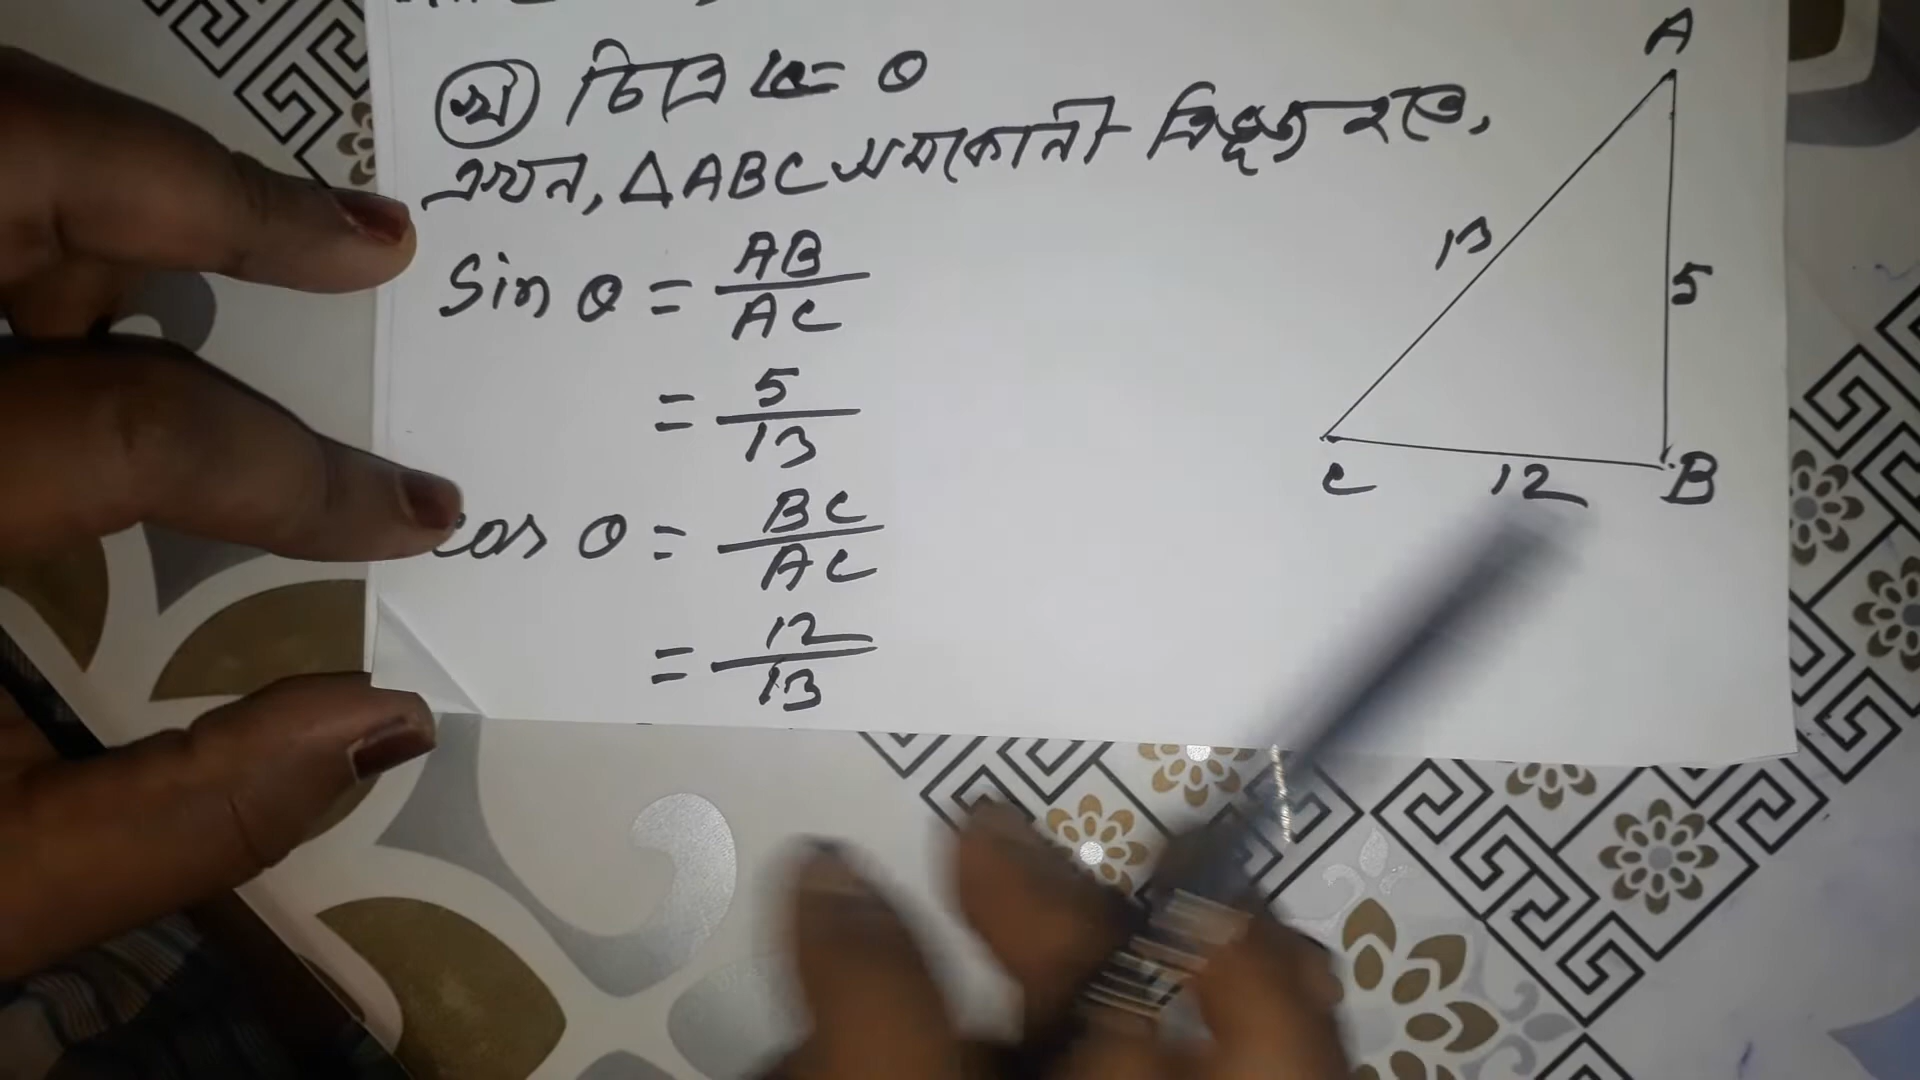 খ চিত্রে ∠C = θ
এখন, △ABC সমকোণী ত্রিভুজ হতে,
Sin θ = AB/AC
= 5/13
cos θ = BC/AC
= 12/13
A
13
5
C 12 B